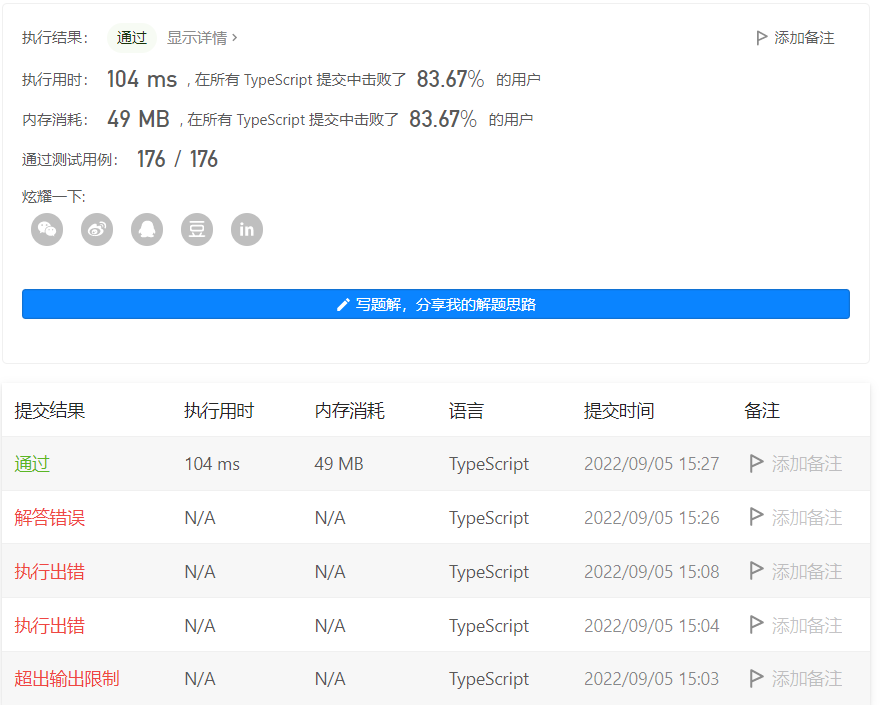 执行结果： 通过 显示详情 › 添加备注
执行用时： 104 ms , 在所有 TypeScript 提交中击败了 83.67% 的用户
内存消耗： 49 MB , 在所有 TypeScript 提交中击败了 83.67% 的用户
通过测试用例： 176 / 176
炫耀一下:
豆 in
写题解，分享我的解题思路
提交结果 执行用时 内存消耗 语言 提交时间 备注
通过 104 ms 49 MB TypeScript 2022/09/05 15:27 添加备注
解答错误 N/A N/A TypeScript 2022/09/05 15:26 添加备注
执行出错 N/A N/A TypeScript 2022/09/05 15:08 添加备注
执行出错 N/A N/A TypeScript 2022/09/05 15:04 添加备注
超出输出限制 N/A N/A TypeScript 2022/09/05 15:03 添加备注